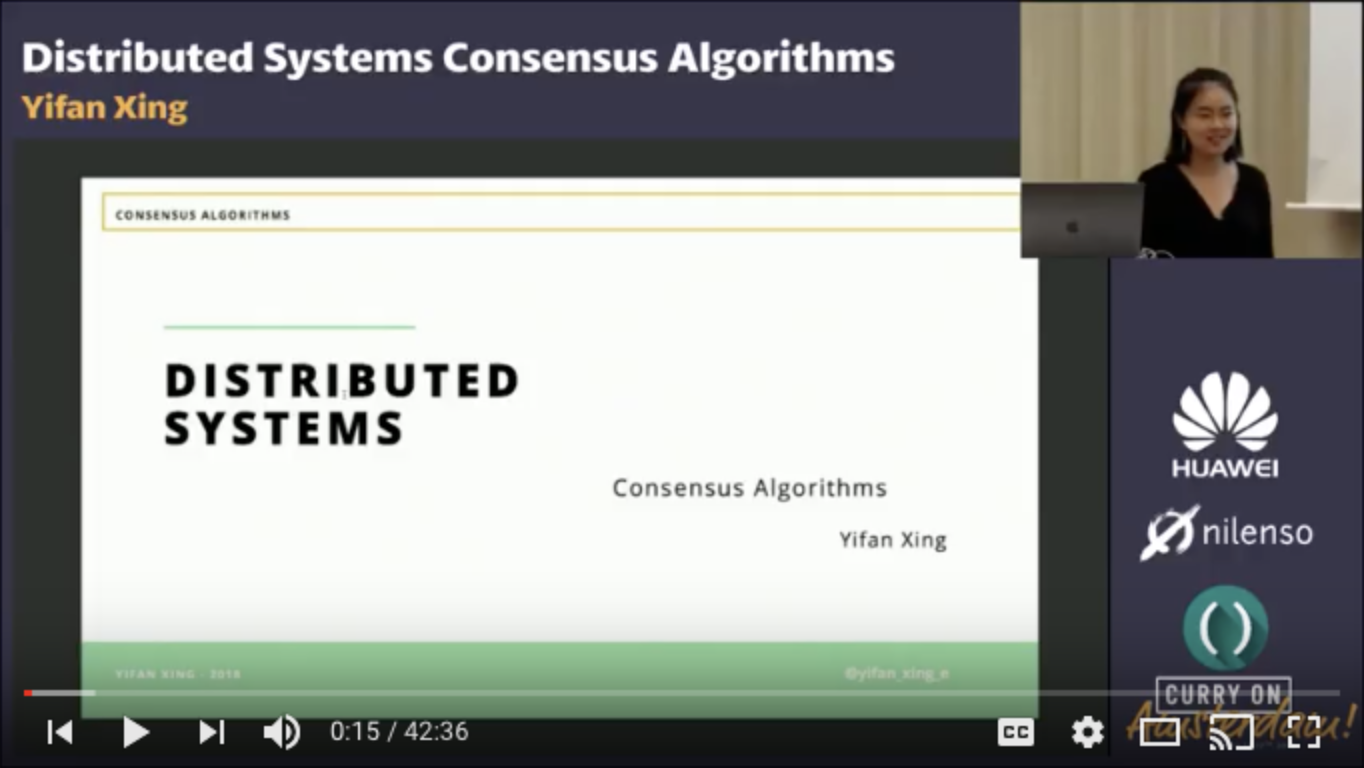 Distributed Systems Consensus Algorithms
Yifan Xing
CONSENSUS ALGORITHMS
DISTRIBUTED
SYSTEMS
Consensus Algorithms
Yifan Xing
YIFAN XING - 2018
@yifan_xing_e
HUAWEI
nilenso
( )
CURRY ON
Amsterdam!
0:15 / 42:36
CC